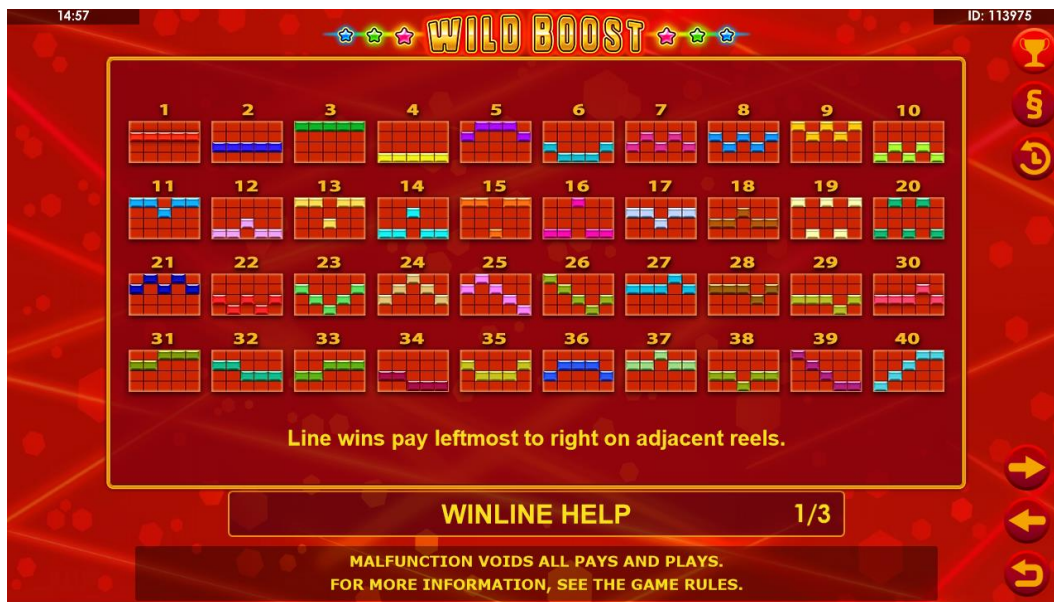 14:57
ID: 113975
WILD BOOST
§
1 2 3 4 5 6 7 8 9 10
11 12 13 14 15 16 17 18 19 20
21 22 23 24 25 26 27 28 29 30
31 32 33 34 35 36 37 38 39 40
Line wins pay leftmost to right on adjacent reels.
WINLINE HELP 1/3
MALFUNCTION VOIDS ALL PAYS AND PLAYS.
FOR MORE INFORMATION, SEE THE GAME RULES.